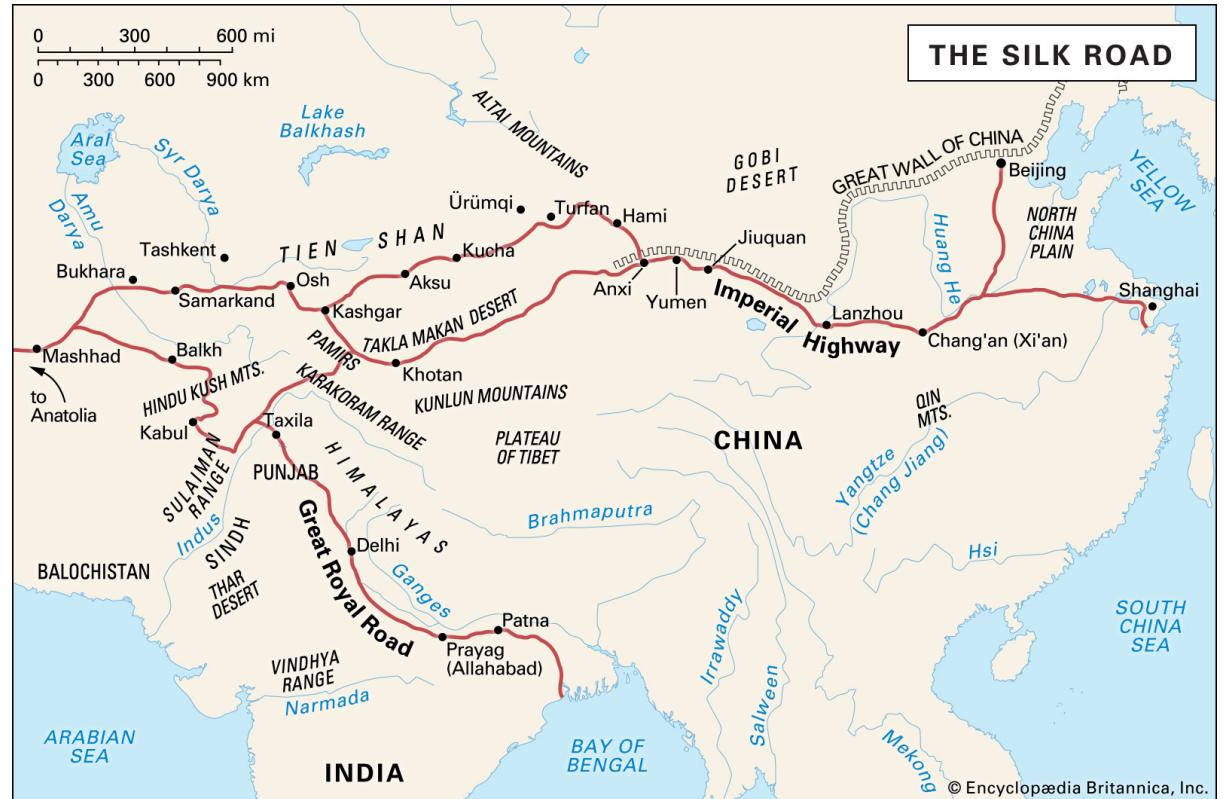 0 300 600 mi
0 300 600 900 km
THE SILK ROAD
ALTAI MOUNTAINS
Lake
Balkhash
Aral
Sea
Syr Darya
Amu
Darya
GOBI
DESERT
GREAT WALL OF CHINA
Beijing
YELLOW
SEA
Ürümqi
Turfan
Hami
NORTH
CHINA
PLAIN
Huang He
Tashkent
TIEN SHAN
Kucha
Jiuquan
Bukhara
Osh
Aksu
Anxi
Yumen
Shanghai
Samarkand
Kashgar
TAKLA MAKAN DESERT
Imperial
Highway
Lanzhou
Chang'an (Xi'an)
Mashhad
Balkh
PAMIRS
Khotan
to
Anatolia
HINDU KUSH MTS.
KARAKORAM RANGE
KUNLUN MOUNTAINS
QIN
MTS.
Kabul
Taxila
PLATEAU
OF TIBET
CHINA
SULAIMAN
RANGE
PUNJAB
HIMALAYAS
Yangtze
(Chang Jiang)
Indus
SINDH
Great Royal Road
Brahmaputra
Delhi
Hsi
BALOCHISTAN
THAR
DESERT
Ganges
Patna
Irrawaddy
SOUTH
CHINA
SEA
Prayag
(Allahabad)
VINDHYA
RANGE
Narmada
Salween
ARABIAN
SEA
BAY OF
BENGAL
Mekong
INDIA
© Encyclopædia Britannica, Inc.